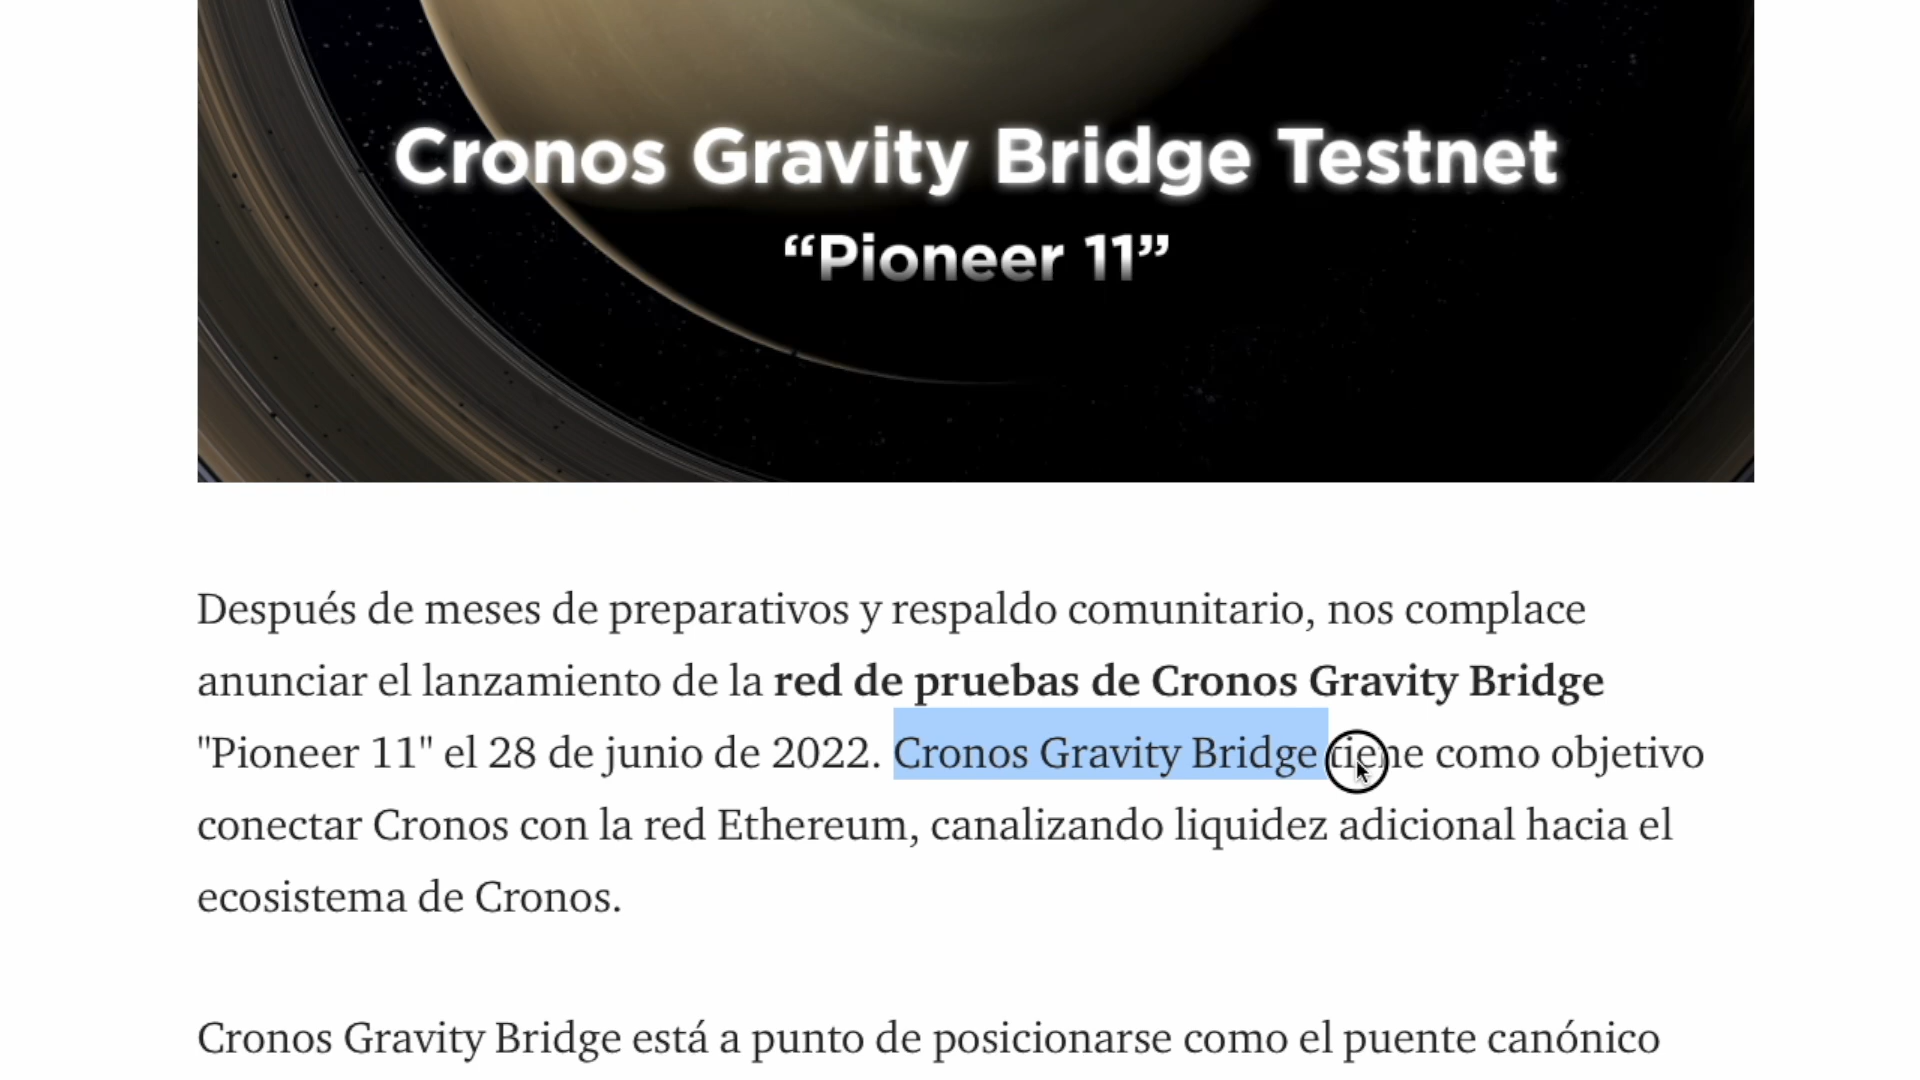 Cronos Gravity Bridge Testnet
“Pioneer 11”
Después de meses de preparativos y respaldo comunitario, nos complace
anunciar el lanzamiento de la red de pruebas de Cronos Gravity Bridge
"Pioneer 11" el 28 de junio de 2022. Cronos Gravity Bridge tiene como objetivo
conectar Cronos con la red Ethereum, canalizando liquidez adicional hacia el
ecosistema de Cronos.
Cronos Gravity Bridge está a punto de posicionarse como el puente canónico